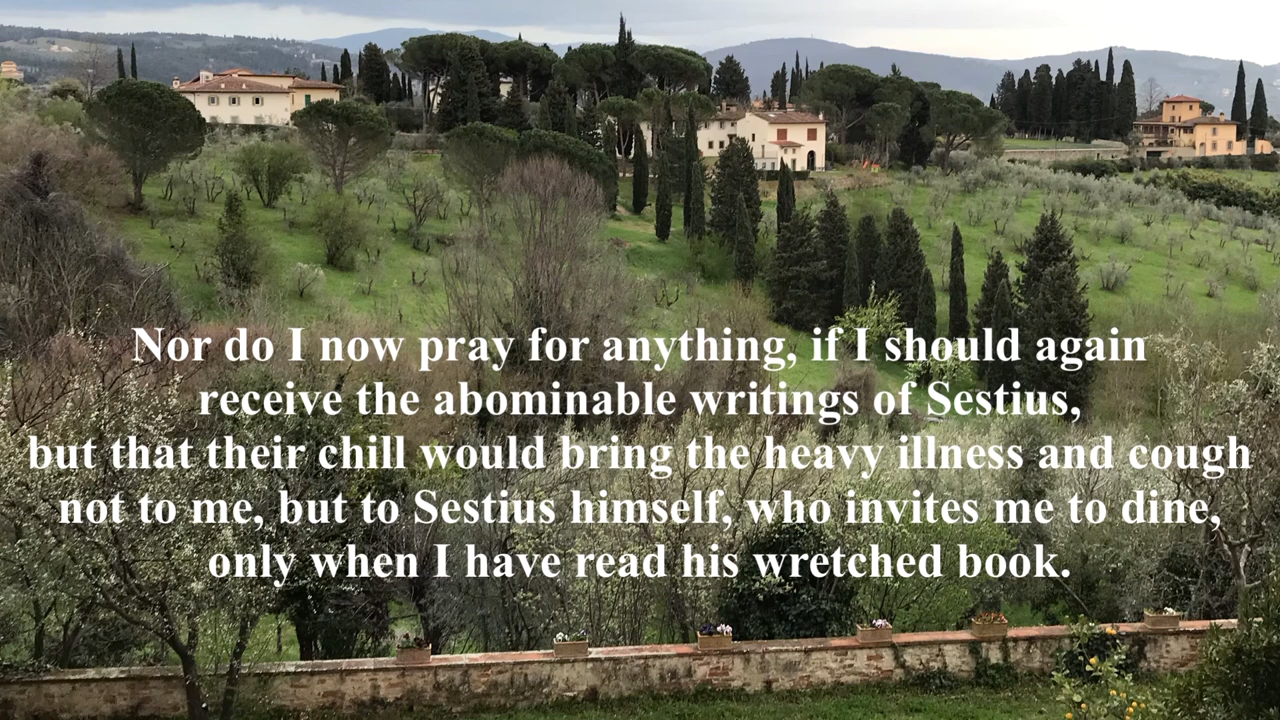 Nor do I now pray for anything, if I should again
receive the abominable writings of Sestius,
but that their chill would bring the heavy illness and cough
not to me, but to Sestius himself, who invites me to dine,
only when I have read his wretched book.